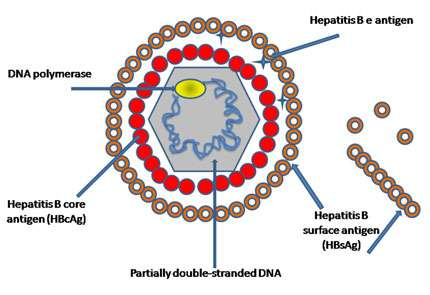 Hepatitis B e antigen
DNA polymerase
Hepatitis B core
antigen (HBcAg)
Hepatitis B
surface antigen
(HBsAg)
Partially double-stranded DNA